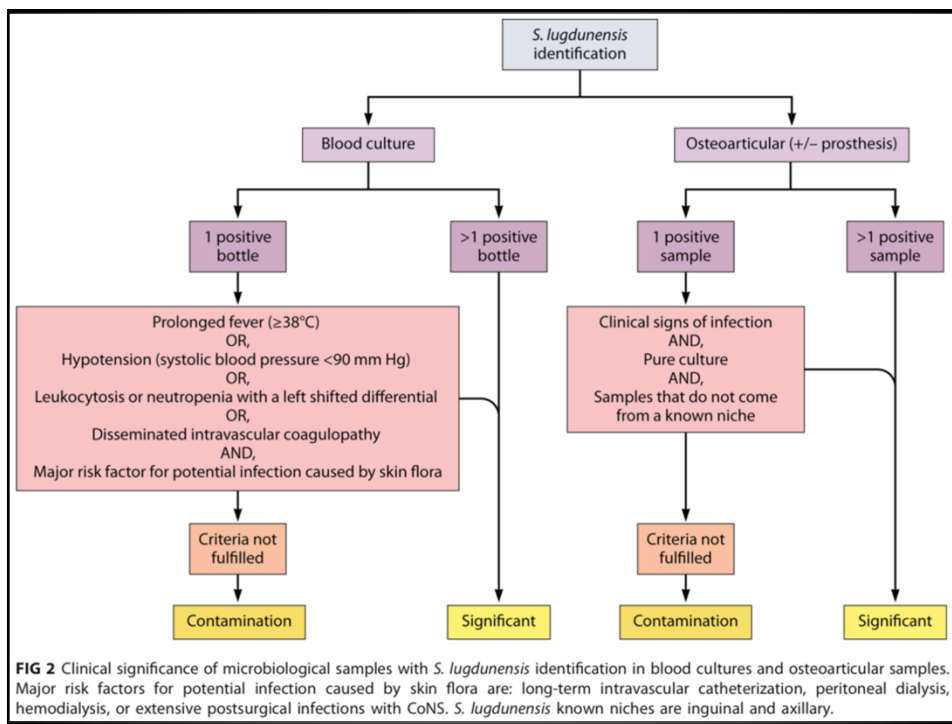 S. lugdunensis
identification
Blood culture
Osteoarticular (+/– prosthesis)
1 positive
bottle
>1 positive
bottle
1 positive
sample
>1 positive
sample
Prolonged fever (≥38°C)
OR,
Hypotension (systolic blood pressure <90 mm Hg)
OR,
Leukocytosis or neutropenia with a left shifted differential
OR,
Disseminated intravascular coagulopathy
AND,
Major risk factor for potential infection caused by skin flora
Clinical signs of infection
AND,
Pure culture
AND,
Samples that do not come
from a known niche
Criteria not
fulfilled
Criteria not
fulfilled
Contamination
Significant
Contamination
Significant
FIG 2 Clinical significance of microbiological samples with S. lugdunensis identification in blood cultures and osteoarticular samples.
Major risk factors for potential infection caused by skin flora are: long-term intravascular catheterization, peritoneal dialysis,
hemodialysis, or extensive postsurgical infections with CoNS. S. lugdunensis known niches are inguinal and axillary.